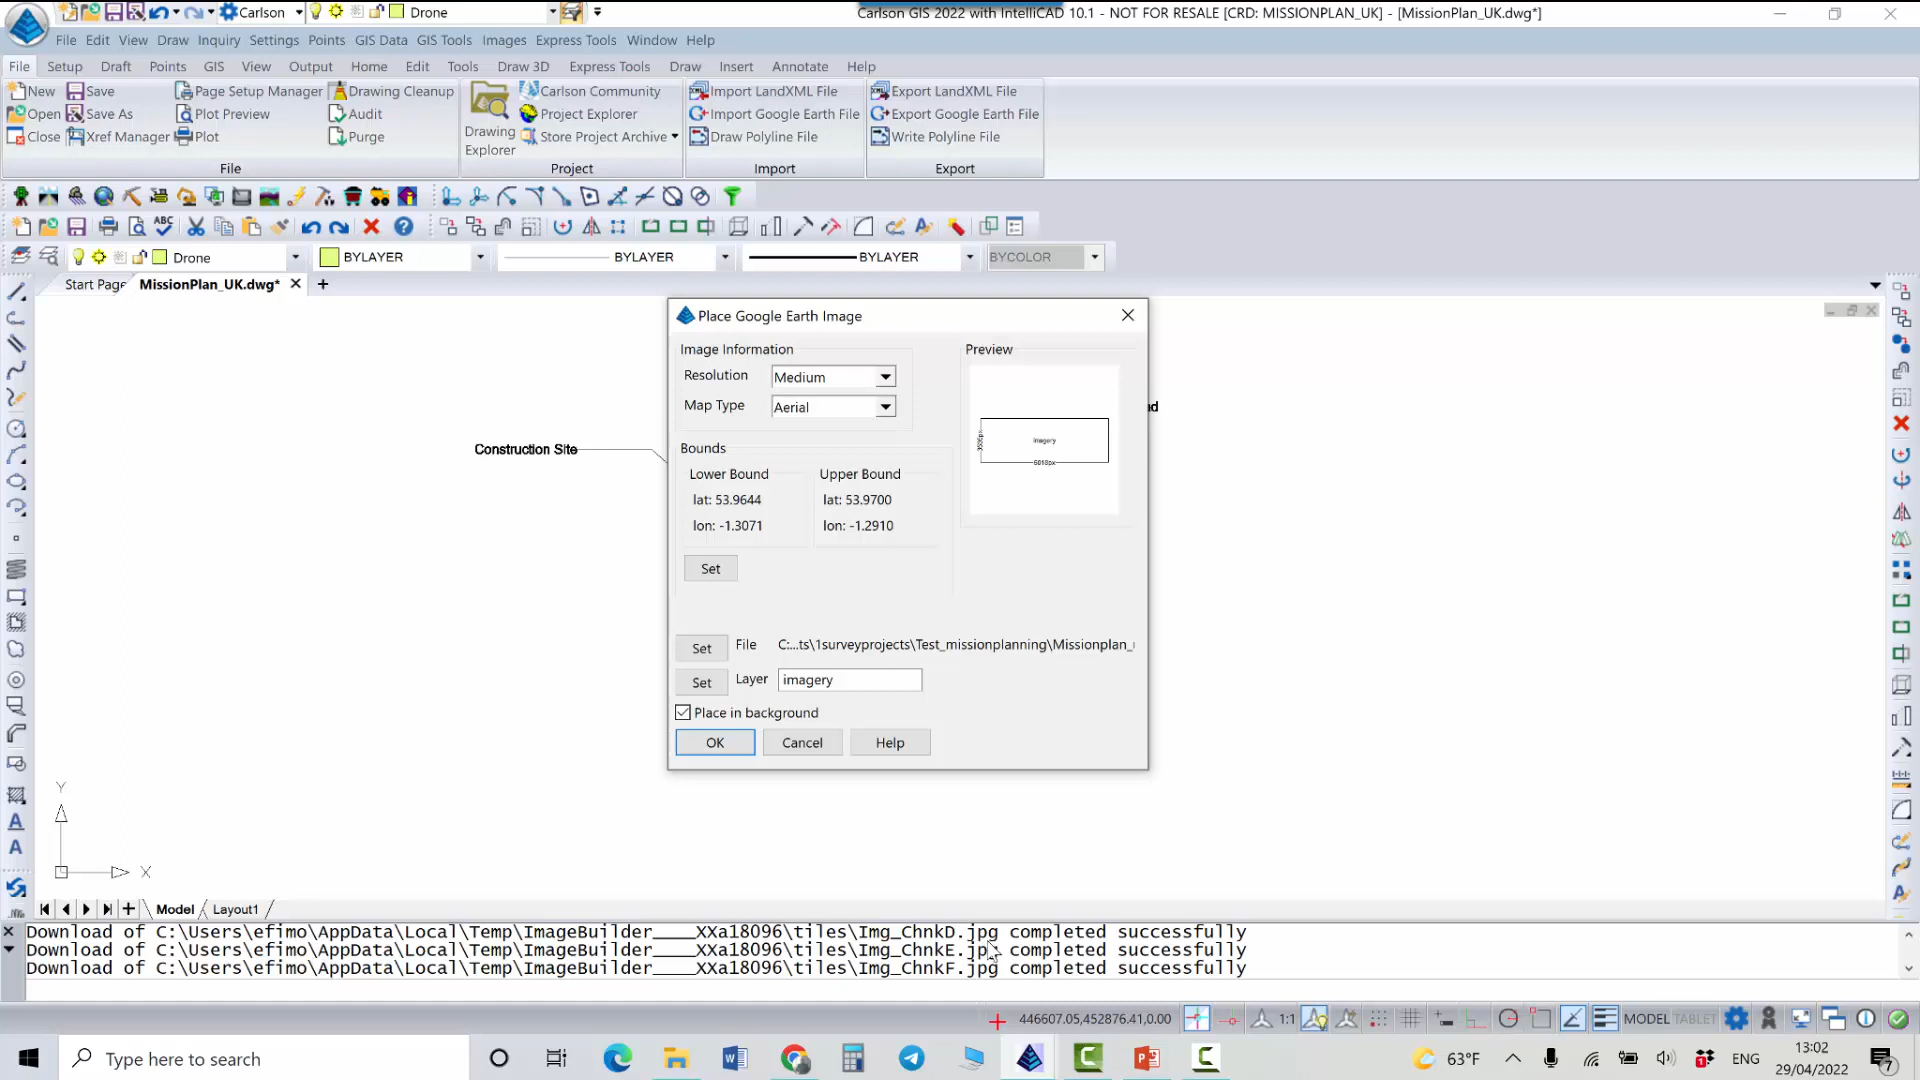 Carlson
Drone
Carlson GIS 2022 with IntelliCAD 10.1 - NOT FOR RESALE [CRD: MISSIONPLAN_UK] - [MissionPlan_UK.dwg*]
File Edit View Draw Inquiry Settings Points GIS Data GIS Tools Images Express Tools Window Help
File Setup Draft Points GIS View Output Home Edit Tools Draw 3D Express Tools Draw Insert Annotate Help
New Save Page Setup Manager Drawing Cleanup Carlson Community Import LandXML File Export LandXML File
Open Save As Plot Preview Audit Project Explorer Import Google Earth File Export Google Earth File
Close Xref Manager Plot Purge Drawing Explorer Store Project Archive Draw Polyline File Write Polyline File
File Project Import Export
ABC
Drone BYLAYER BYLAYER BYLAYER BYCOLOR
Start Page MissionPlan_UK.dwg*
Place Google Earth Image
Image Information
Resolution Medium
Map Type Aerial
Preview
Imagery
Construction Site
Bounds
Lower Bound Upper Bound
lat: 53.9644 lat: 53.9700
lon: -1.3071 lon: -1.2910
Set
Set File C:...ts\1surveyprojects\Test_missionplanning\Missionplan_
Set Layer imagery
Place in background
OK Cancel Help
Y
X
Model Layout1
Download of C:\Users\efimo\AppData\Local\Temp\ImageBuilder____XXa18096\tiles\Img_ChnkD.jpg completed successfully
Download of C:\Users\efimo\AppData\Local\Temp\ImageBuilder____XXa18096\tiles\Img_ChnkE.jpg completed successfully
Download of C:\Users\efimo\AppData\Local\Temp\ImageBuilder____XXa18096\tiles\Img_ChnkF.jpg completed successfully
446607.05,452876.41,0.00 1:1 MODEL TABLET
Type here to search
63°F
ENG
13:02
29/04/2022
7